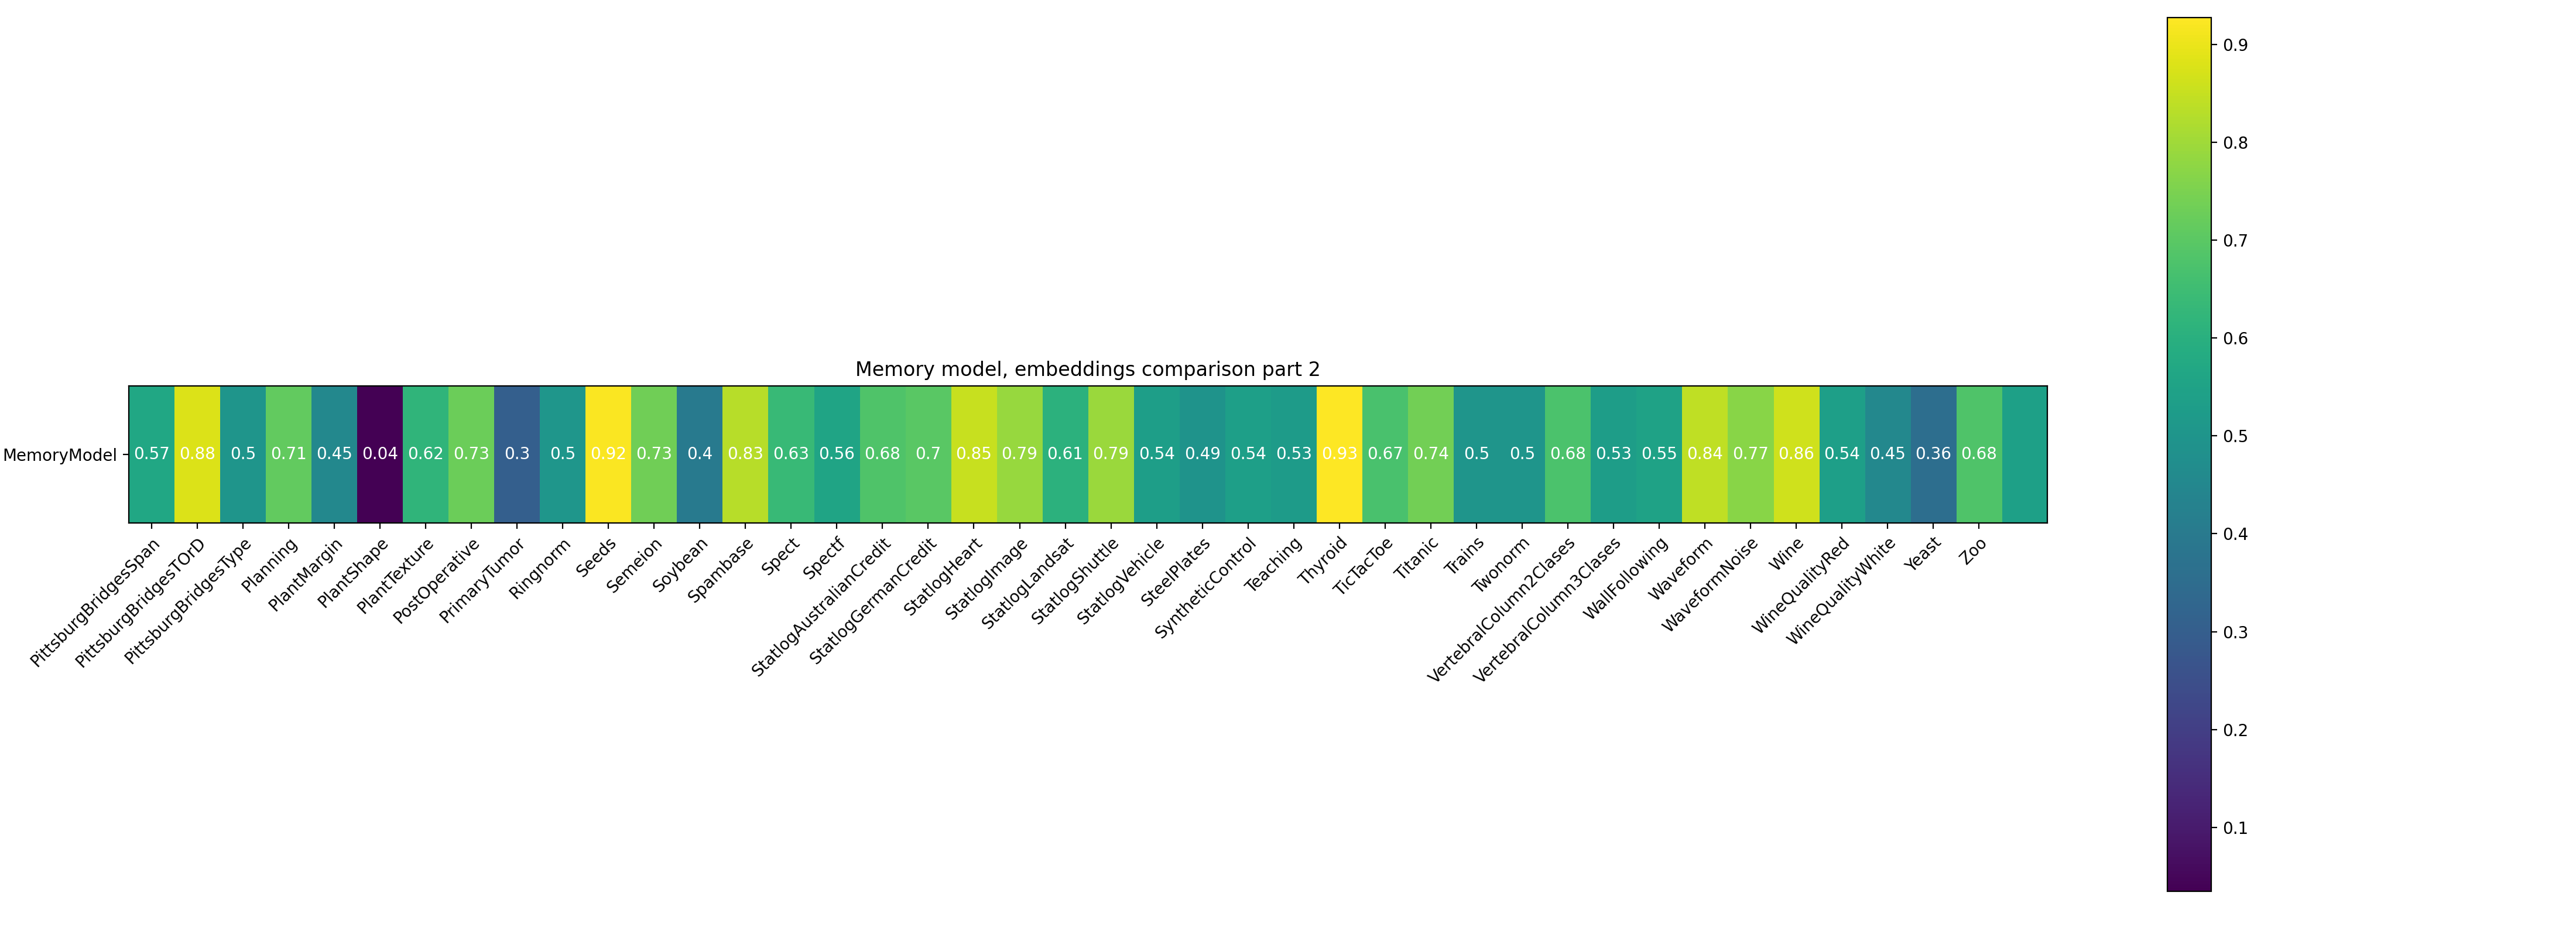 Memory model, embeddings comparison part 2
MemoryModel
0.57 0.88 0.5 0.71 0.45 0.04 0.62 0.73 0.3 0.5 0.92 0.73 0.4 0.83 0.63 0.56 0.68 0.7 0.85 0.79 0.61 0.79 0.54 0.49 0.54 0.53 0.93 0.67 0.74 0.5 0.5 0.68 0.53 0.55 0.84 0.77 0.86 0.54 0.45 0.36 0.68
PittsburgBridgesSpan
PittsburgBridgesTOrD
PittsburgBridgesType
Planning
PlantMargin
PlantShape
PlantTexture
PostOperative
PrimaryTumor
Ringnorm
Seeds
Semeion
Soybean
Spambase
Spect
Spectf
StatlogAustralianCredit
StatlogGermanCredit
StatlogHeart
StatlogImage
StatlogLandsat
StatlogShuttle
StatlogVehicle
SteelPlates
SyntheticControl
Teaching
Thyroid
TicTacToe
Titanic
Trains
Twonorm
VertebralColumn2Classes
VertebralColumn3Classes
WallFollowing
Waveform
WaveformNoise
Wine
WineQualityRed
WineQualityWhite
Yeast
Zoo
0.9
0.8
0.7
0.6
0.5
0.4
0.3
0.2
0.1